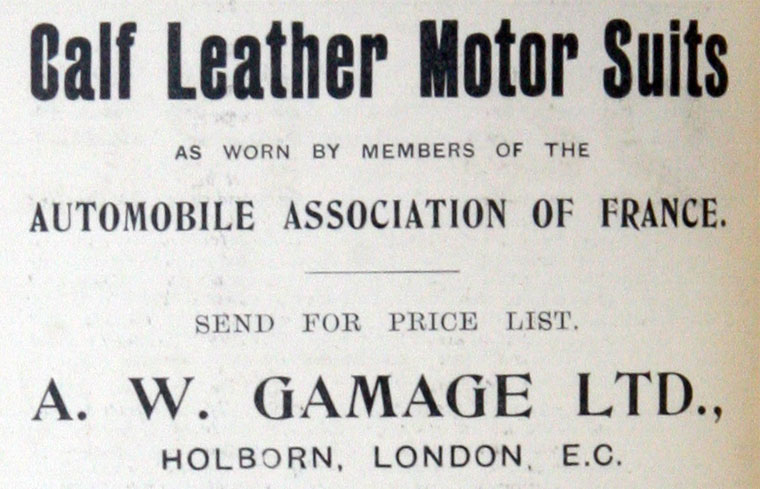 Calf Leather Motor Suits
AS WORN BY MEMBERS OF THE
AUTOMOBILE ASSOCIATION OF FRANCE.
SEND FOR PRICE LIST.
A. W. GAMAGE LTD.,
HOLBORN, LONDON, E.C.